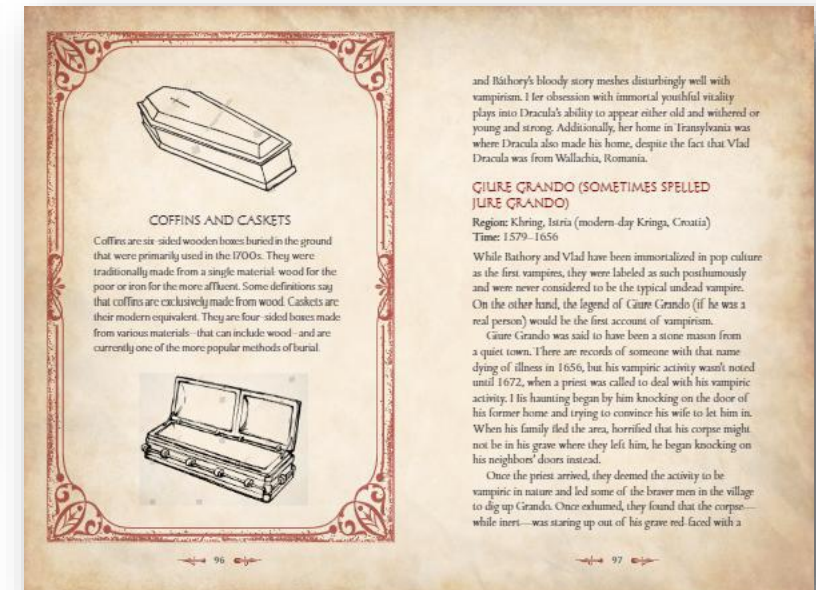 COFFINS AND CASKETS
Coffins are six-sided wooden boxes buried in the ground
that were primarily used in the 1700s. They were
traditionally made from a single material: wood for the
poor or iron for the more affluent. Some definitions say
that coffins are exclusively made from wood. Caskets are
their modern equivalent. They are four-sided boxes made
from various materials—that can include wood—and are
currently one of the more popular methods of burial.
96
and Báthory's bloody story meshes disturbingly well with
vampirism. Her obsession with immortal youthful vitality
plays into Dracula's ability to appear either old and withered or
young and strong. Additionally, her home in Transylvania was
where Dracula also made his home, despite the fact that Vlad
Dracula was from Wallachia, Romania.
GIURE GRANDO (SOMETIMES SPELLED
JURE GRANDO)
Region: Khring, Istria (modern-day Kringa, Croatia)
Time: 1579–1656
While Bathory and Vlad have been immortalized in pop culture
as the first vampires, they were labeled as such posthumously
and were never considered to be the typical undead vampire.
On the other hand, the legend of Giure Grando (if he was a
real person) would be the first account of vampirism.
Giure Grando was said to have been a stone mason from
a quiet town. There are records of someone with that name
dying of illness in 1656, but his vampiric activity wasn't noted
until 1672, when a priest was called to deal with his vampiric
activity. His haunting began by him knocking on the door of
his former home and trying to convince his wife to let him in.
When his family fled the area, horrified that his corpse might
not be in his grave where they left him, he began knocking on
his neighbors' doors instead.
Once the priest arrived, they deemed the activity to be
vampiric in nature and led some of the braver men in the village
to dig up Grando. Once exhumed, they found that the corpse—
while inert—was staring up out of his grave red-faced with a
97